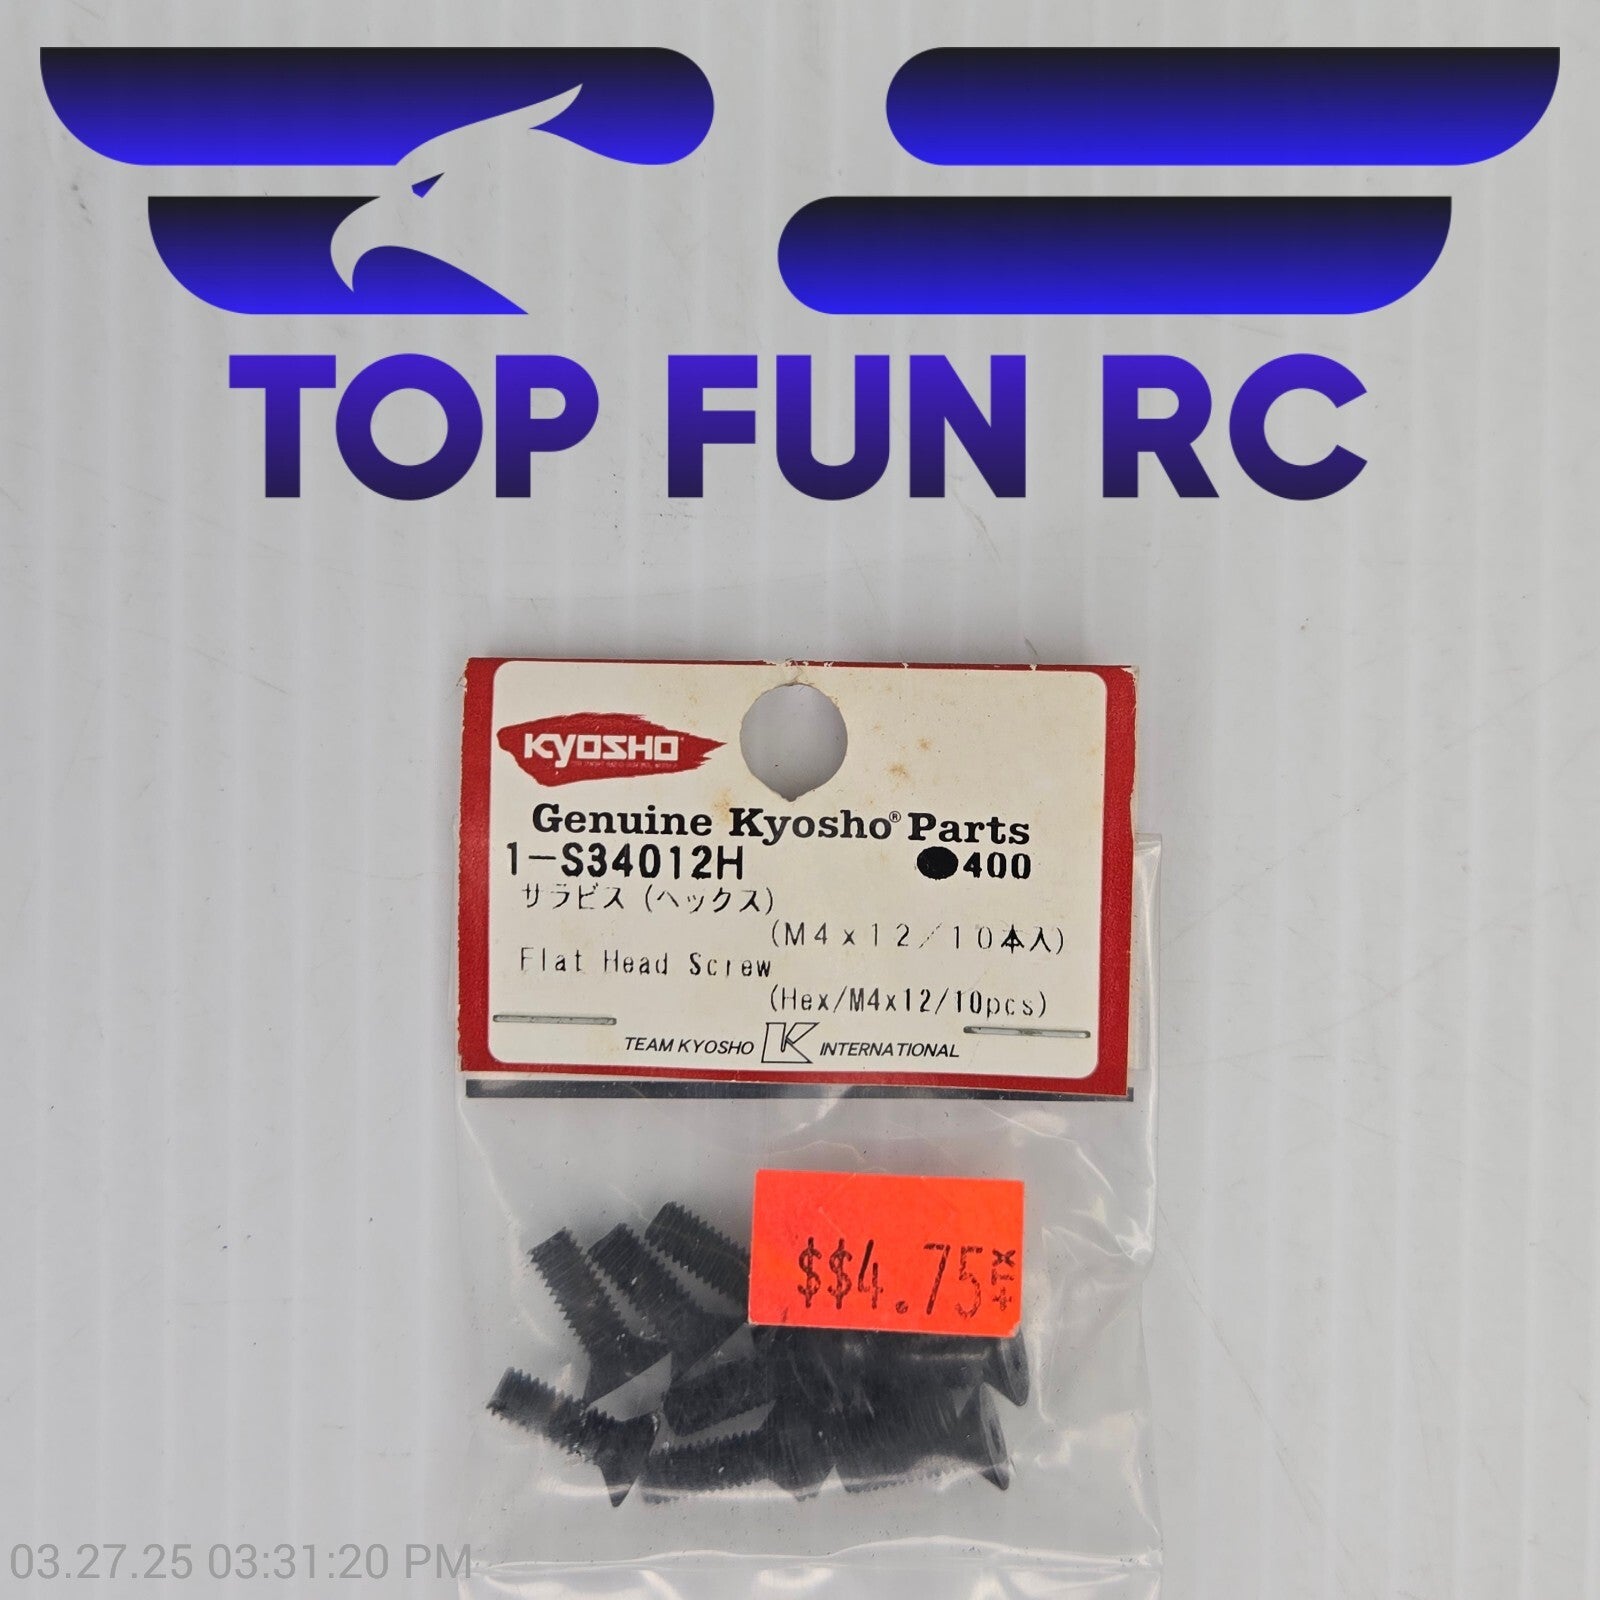 TOP FUN RC
KYOSHO
Genuine Kyosho® Parts
1-S34012H ●400
サラビス (ヘックス)
(M4x12/10本入)
Flat Head Screw
(Hex/M4x12/10pcs)
TEAM KYOSHO K INTERNATIONAL
$$4.75
+TX
03.27.25 03:31:20 PM